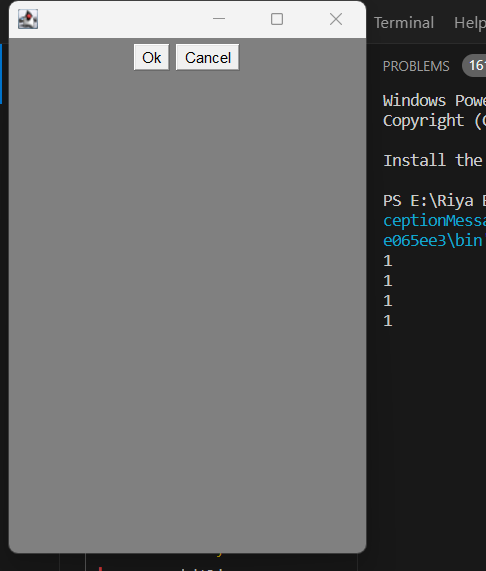 Ok Cancel
Terminal Help
PROBLEMS 161
Windows Powe
Copyright (
Install the
PS E:\Riya
ceptionMessa
e065ee3\bin
1
1
1
1